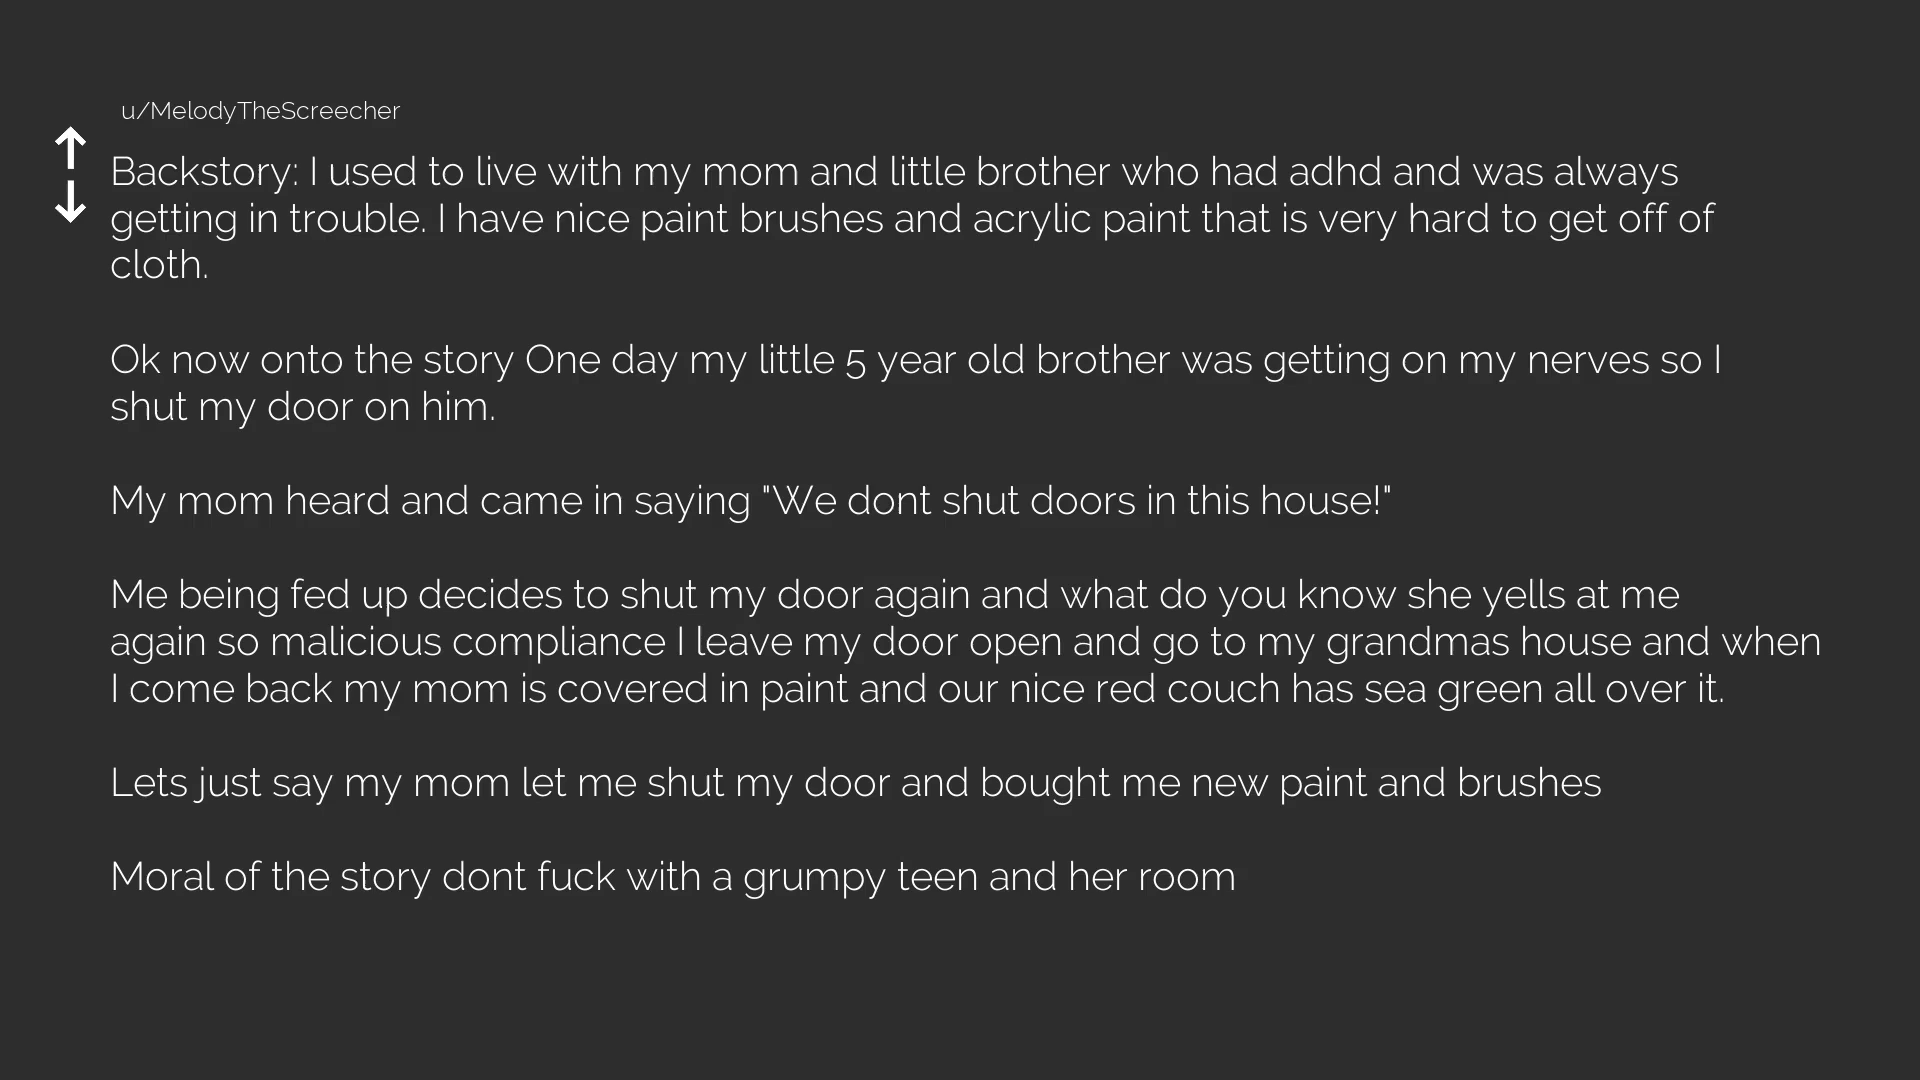 u/MelodyTheScreecher
Backstory: I used to live with my mom and little brother who had adhd and was always
getting in trouble. I have nice paint brushes and acrylic paint that is very hard to get off of
cloth.
Ok now onto the story One day my little 5 year old brother was getting on my nerves so I
shut my door on him.
My mom heard and came in saying "We dont shut doors in this house!"
Me being fed up decides to shut my door again and what do you know she yells at me
again so malicious compliance I leave my door open and go to my grandmas house and when
I come back my mom is covered in paint and our nice red couch has sea green all over it.
Lets just say my mom let me shut my door and bought me new paint and brushes
Moral of the story dont fuck with a grumpy teen and her room